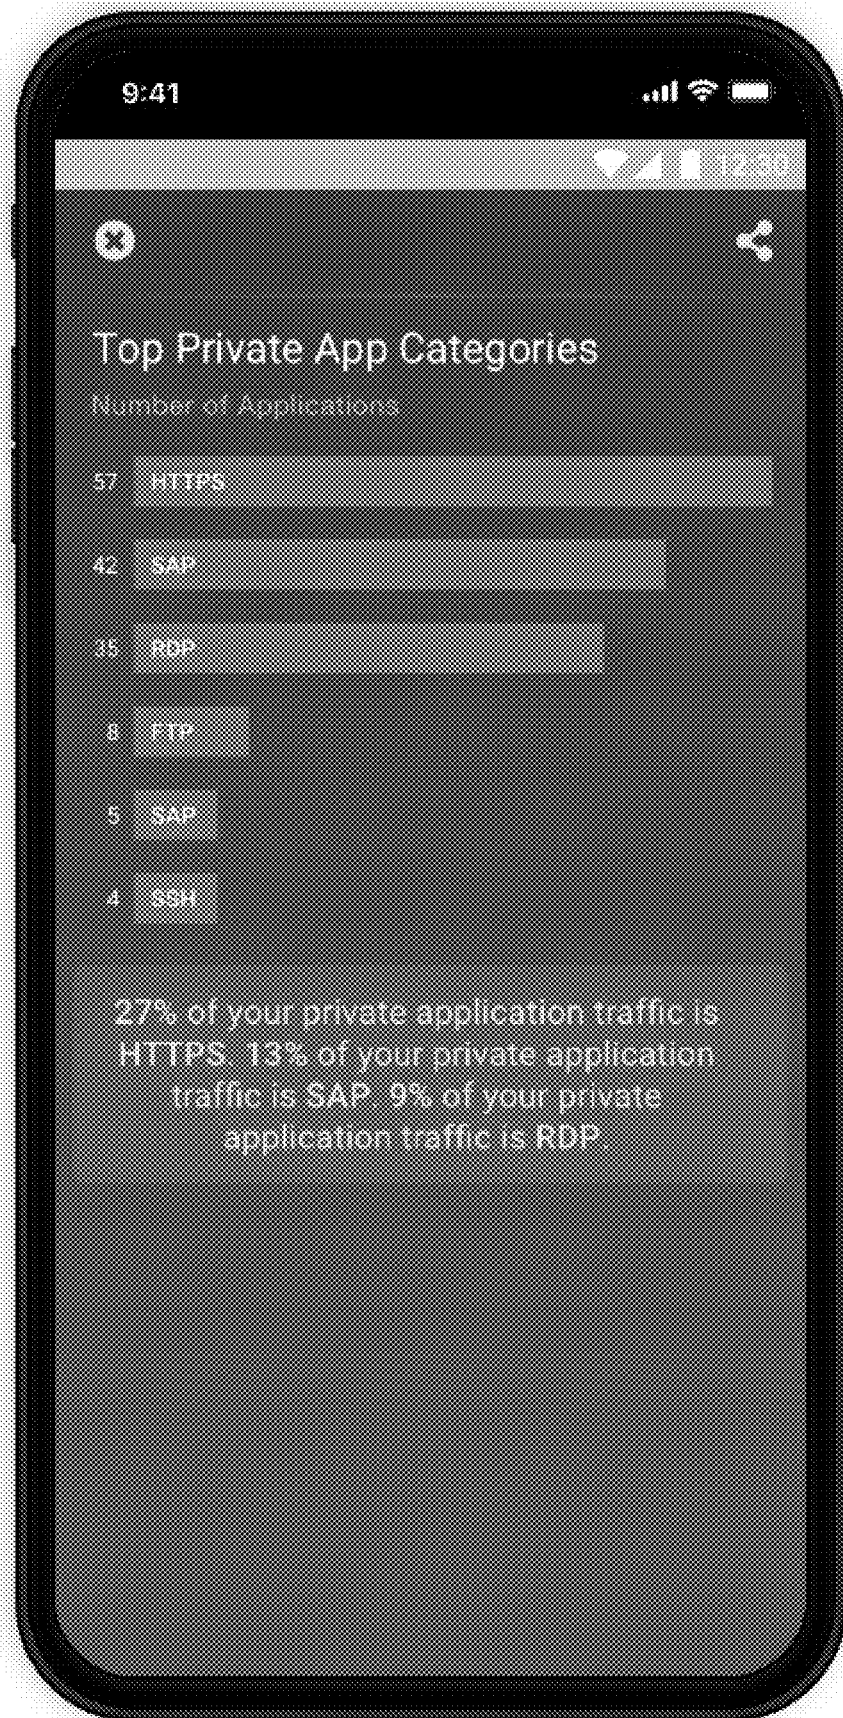 9:41
12:30
Top Private App Categories
Number of Applications
57 HTTPS
42 SAP
35 RDP
8 FTP
5 SAP
4 SSH
27% of your private application traffic is
HTTPS. 13% of your private application
traffic is SAP. 9% of your private
application traffic is RDP.